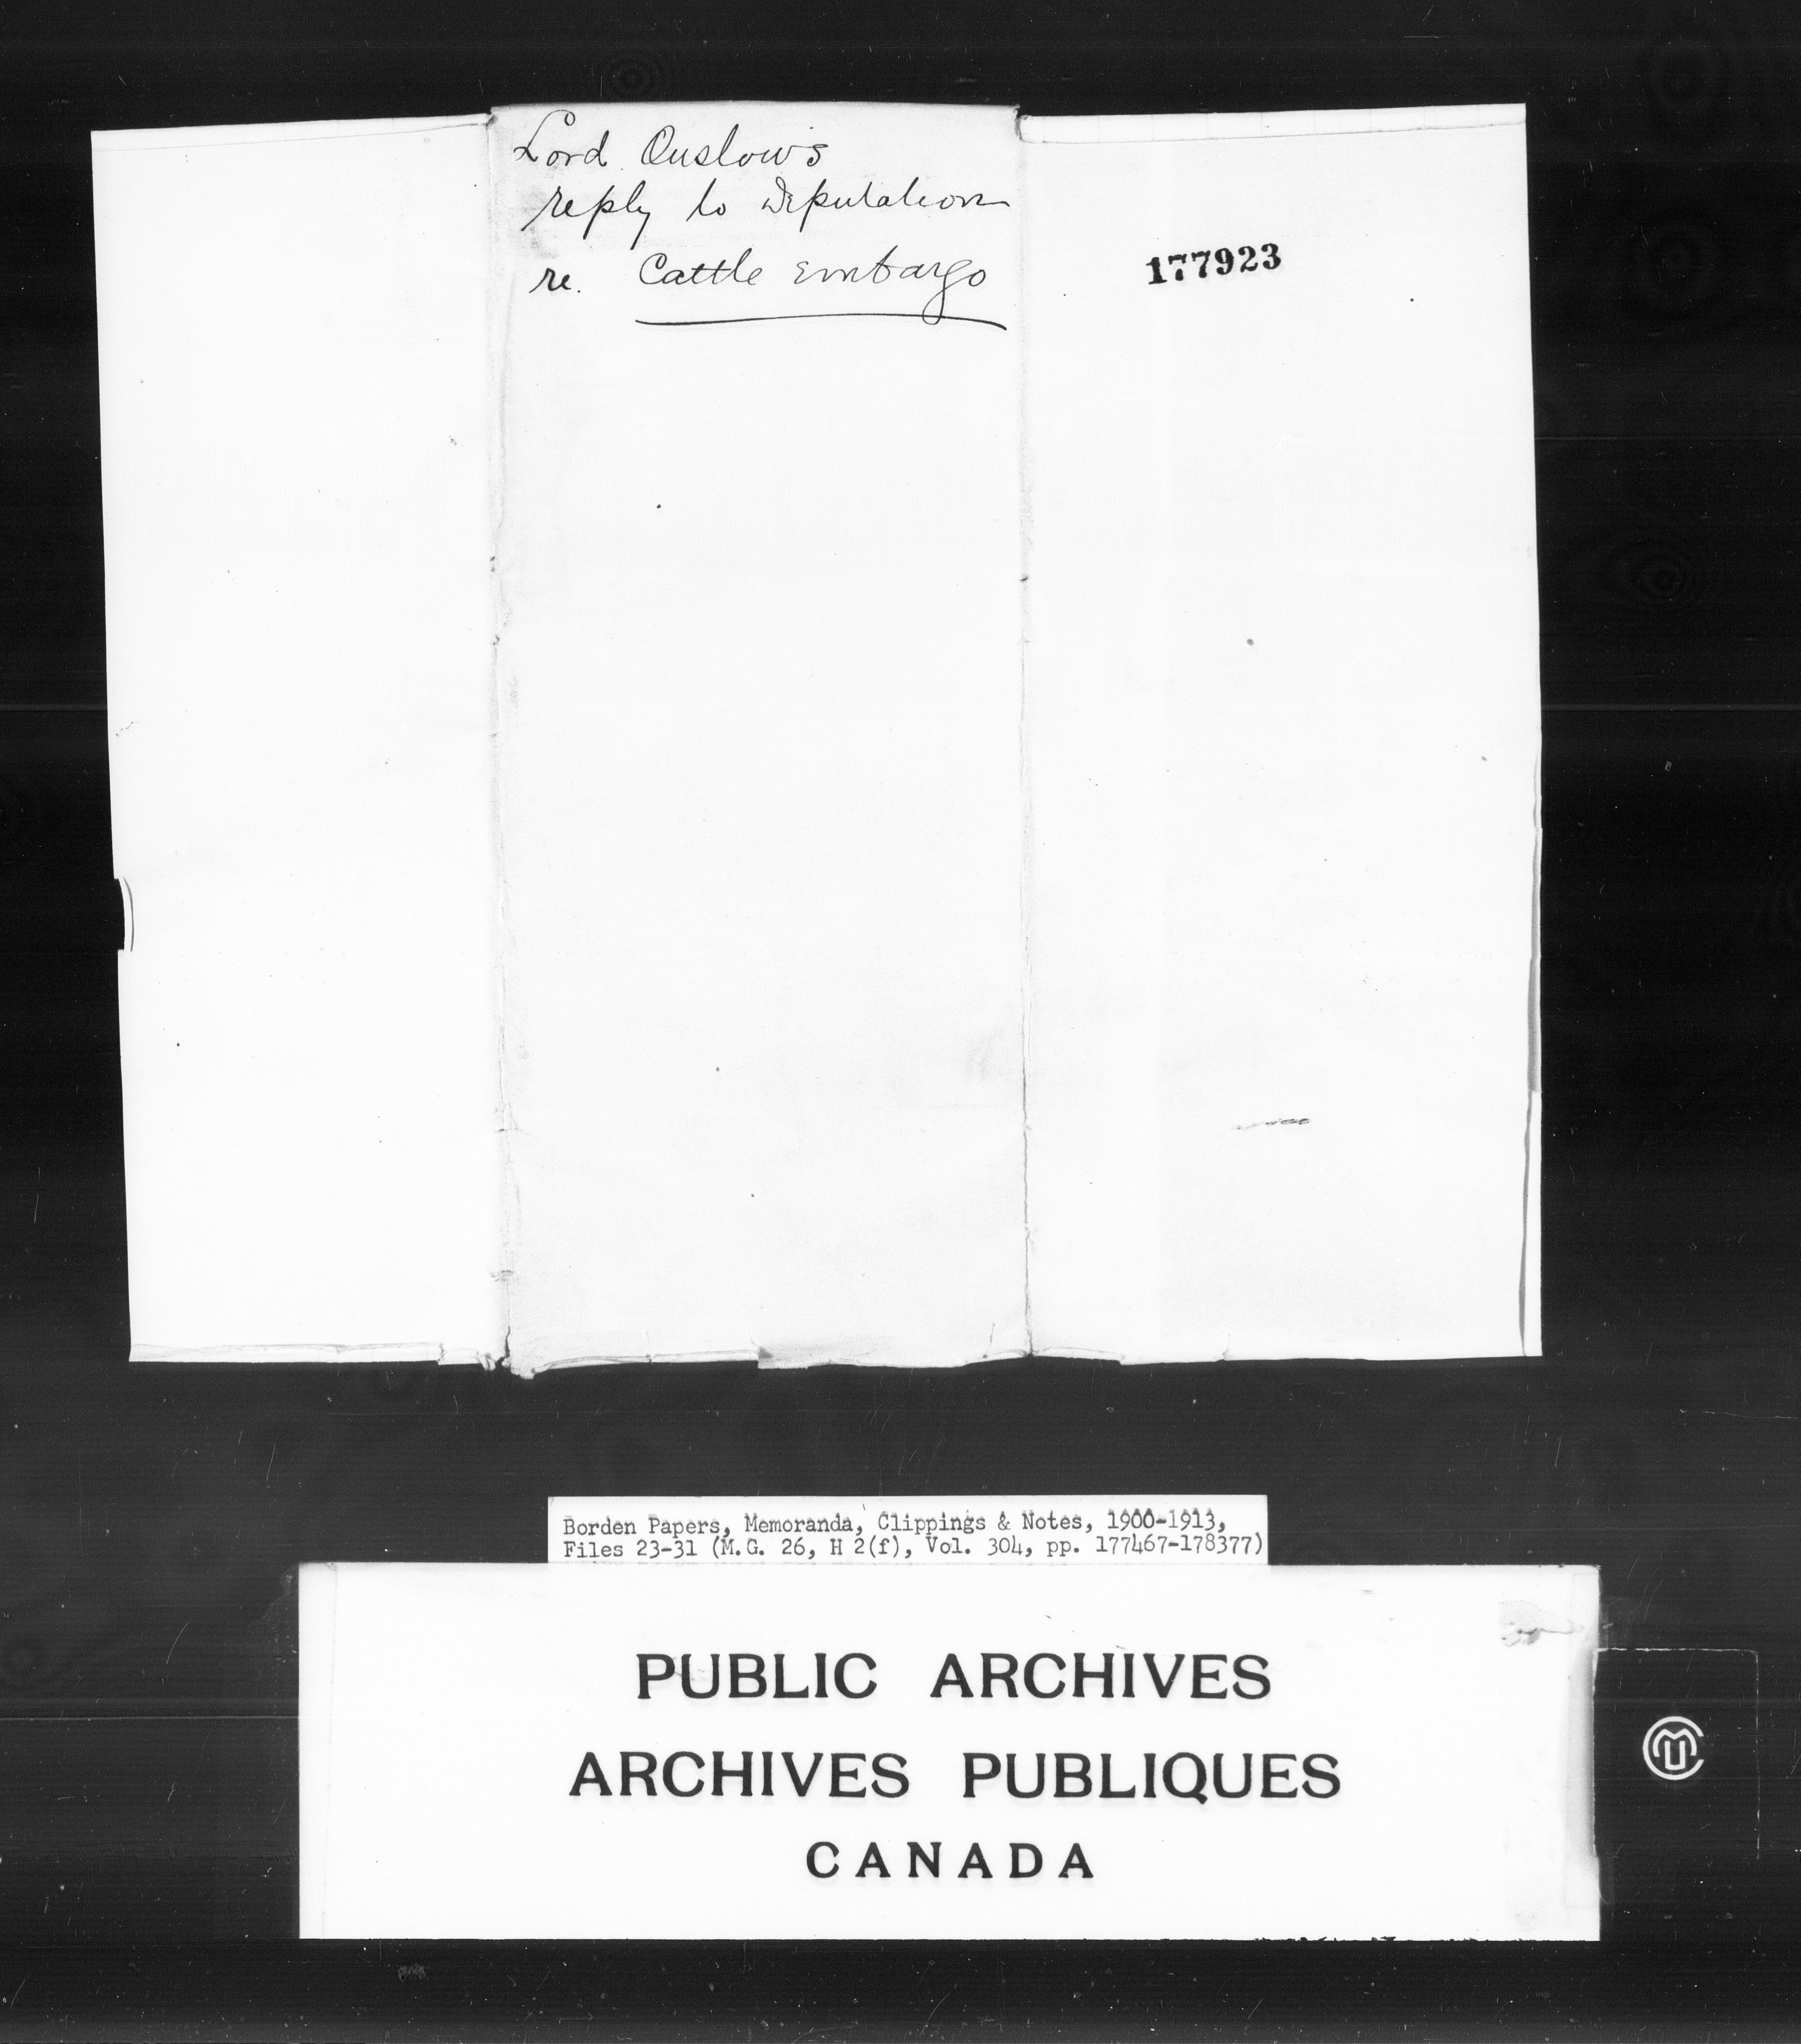 Lord Onslow's
reply to Deputation
re. Cattle Embargo
177923
Borden Papers, Memoranda, Clippings & Notes, 1900-1913,
Files 23-31 (M.G. 26, H 2(f), Vol. 304, pp. 177467-178377)
PUBLIC ARCHIVES
ARCHIVES PUBLIQUES
CANADA